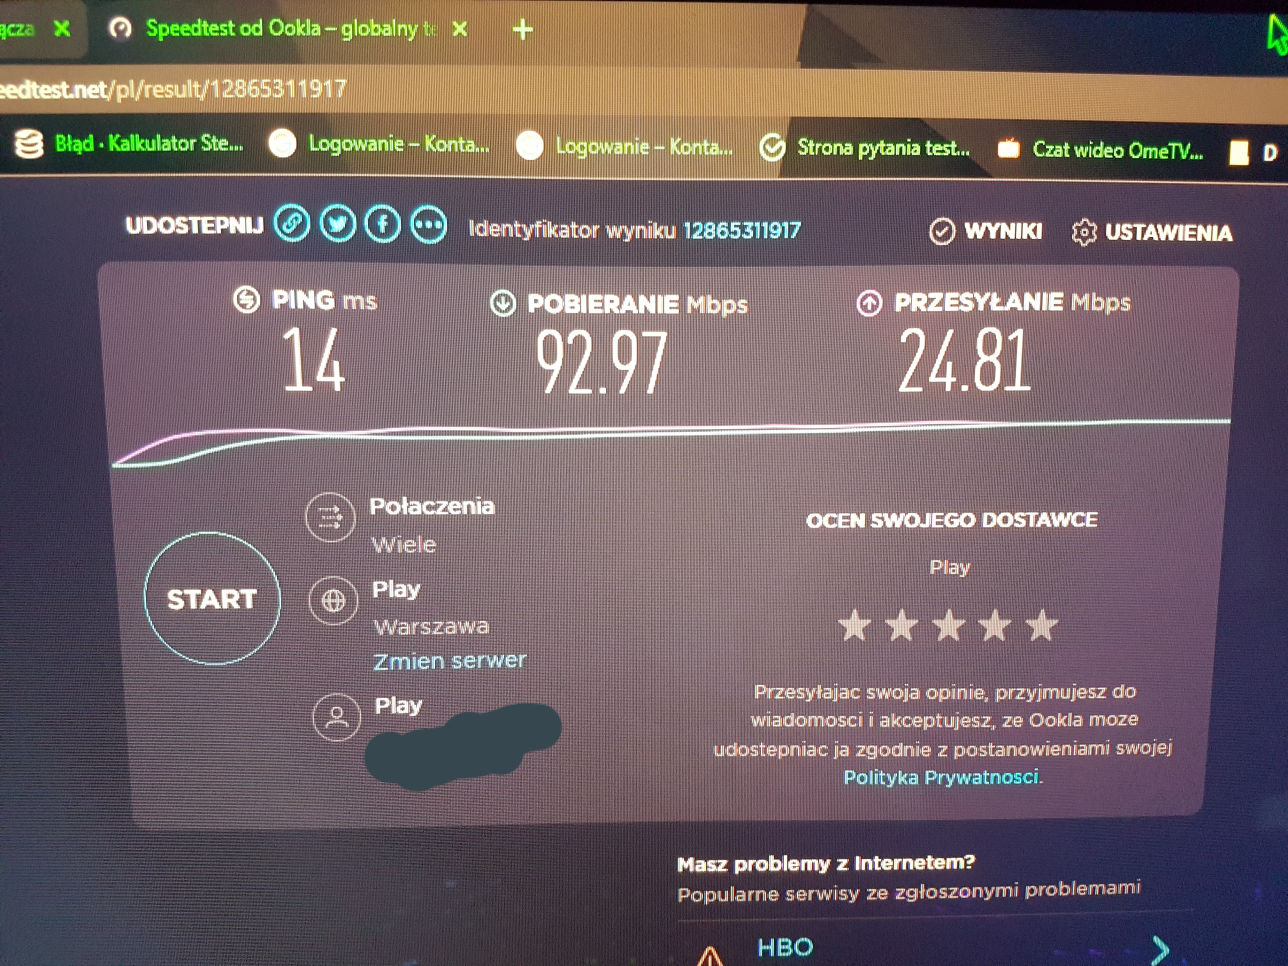 ącza
Speedtest od Ookla – globalny te
eedtest.net/pl/result/12865311917
Błąd · Kalkulator Ste...
Logowanie – Konta...
Logowanie – Konta...
Strona pytania test...
Czat wideo OmeTV...
D
UDOSTEPNIJ
Identyfikator wyniku 12865311917
WYNIKI
USTAWIENIA
PING ms
14
POBIERANIE Mbps
92.97
PRZESYŁANIE Mbps
24.81
START
Połaczenia
Wiele
Play
Warszawa
Zmien serwer
Play
OCEN SWOJEGO DOSTAWCE
Play
Przesyłajac swoja opinie, przyjmujesz do
wiadomosci i akceptujesz, ze Ookla moze
udostepniac ja zgodnie z postanowieniami swojej
Polityka Prywatnosci.
Masz problemy z Internetem?
Popularne serwisy ze zgłoszonymi problemami
HBO